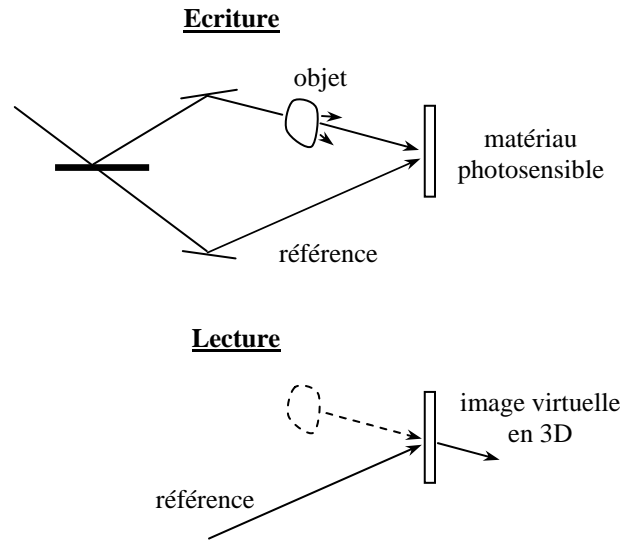 Ecriture
objet
matériau
photosensible
référence
Lecture
image virtuelle
en 3D
référence